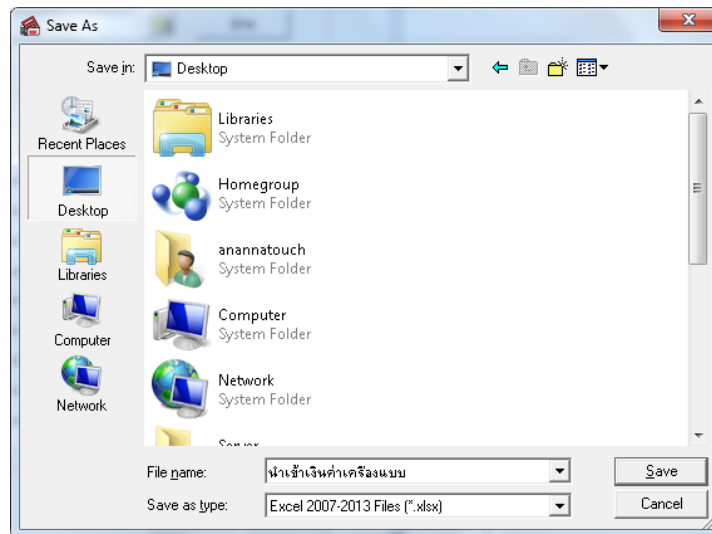 Save As
Save in:
Desktop
Recent Places
Desktop
Libraries
Computer
Network
Libraries
System Folder
Homegroup
System Folder
anannatouch
System Folder
Computer
System Folder
Network
System Folder
File name:
นำเข้าเงินค่าเครื่องแบบ
Save
Save as type:
Excel 2007-2013 Files (*.xlsx)
Cancel